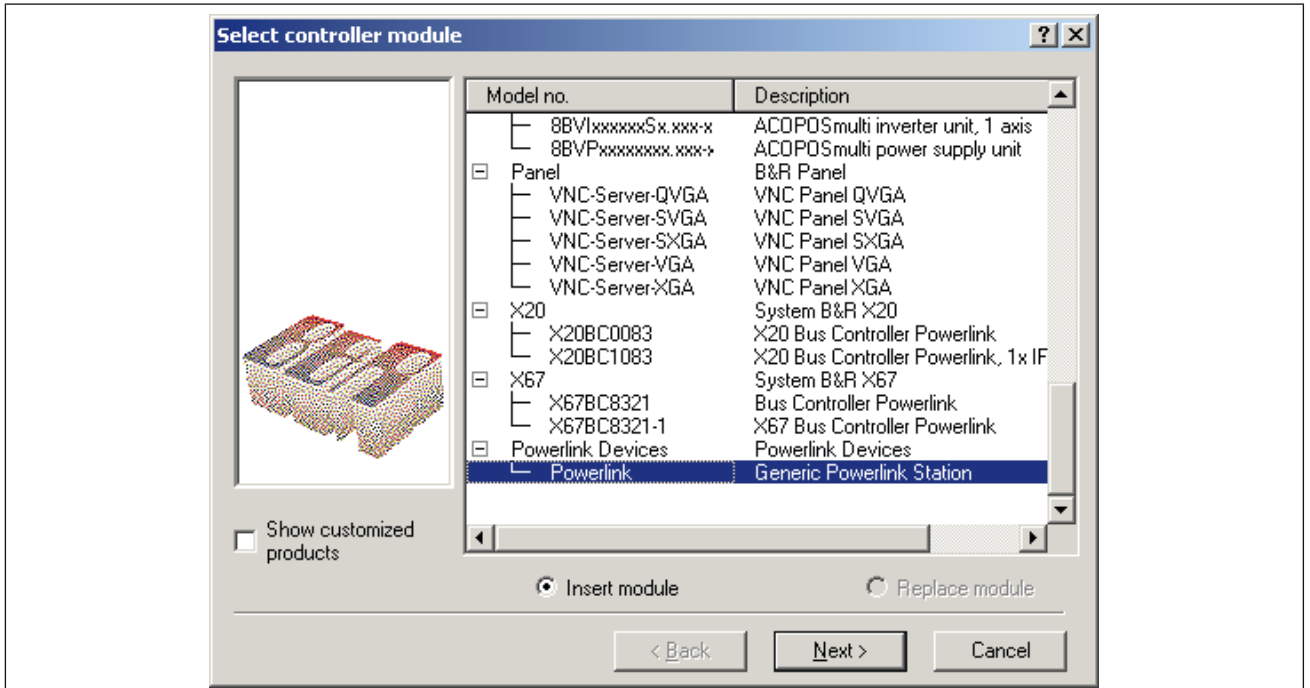 Select controller module
Model no. Description
8BVIxxxxxxSx.xxx-x ACOPOSmulti inverter unit, 1 axis
8BVPxxxxxxxx.xxx-x ACOPOSmulti power supply unit
Panel B&R Panel
VNC-Server-QVGA VNC Panel QVGA
VNC-Server-SVGA VNC Panel SVGA
VNC-Server-SXGA VNC Panel SXGA
VNC-Server-VGA VNC Panel VGA
VNC-Server-XGA VNC Panel XGA
X20 System B&R X20
X20BC0083 X20 Bus Controller Powerlink
X20BC1083 X20 Bus Controller Powerlink, 1x IF
X67 System B&R X67
X67BC8321 Bus Controller Powerlink
X67BC8321-1 X67 Bus Controller Powerlink
Powerlink Devices Powerlink Devices
Powerlink Generic Powerlink Station
Show customized
products
Insert module Replace module
< Back Next > Cancel